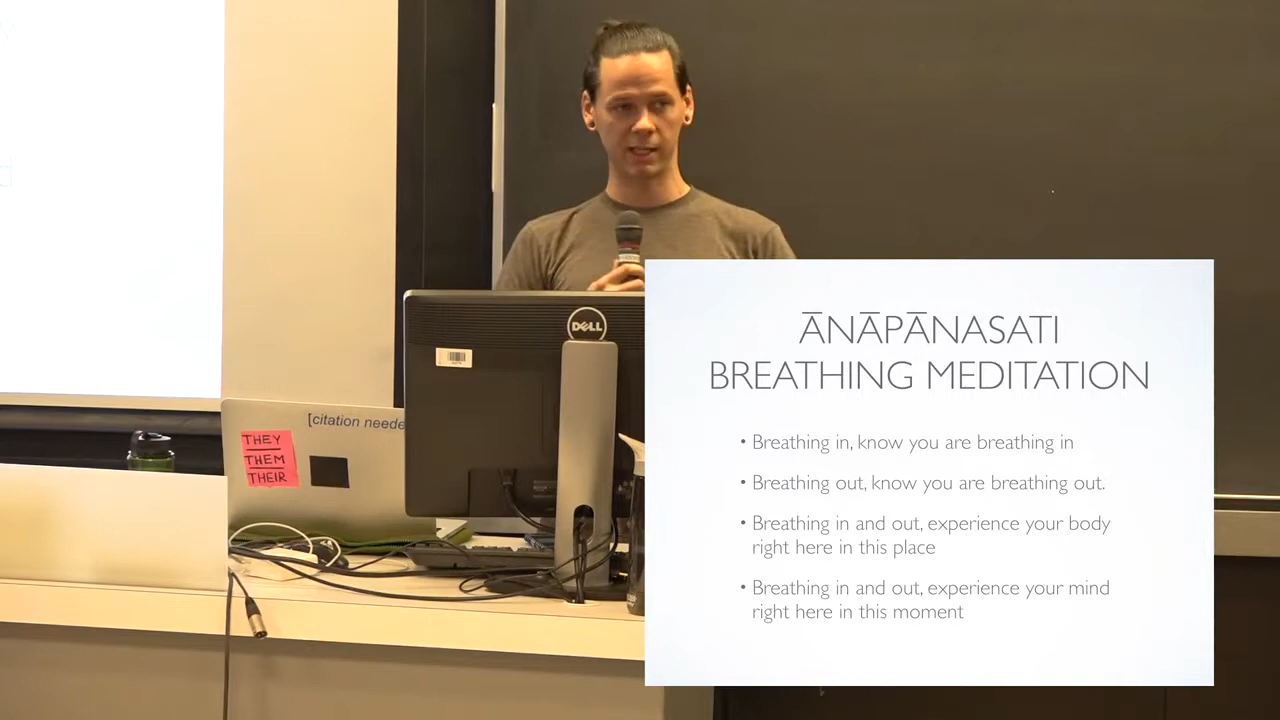 DELL
[citation neede
THEY
THEM
THEIR
ĀNĀPĀNASATI
BREATHING MEDITATION
• Breathing in, know you are breathing in
• Breathing out, know you are breathing out.
• Breathing in and out, experience your body
right here in this place
• Breathing in and out, experience your mind
right here in this moment